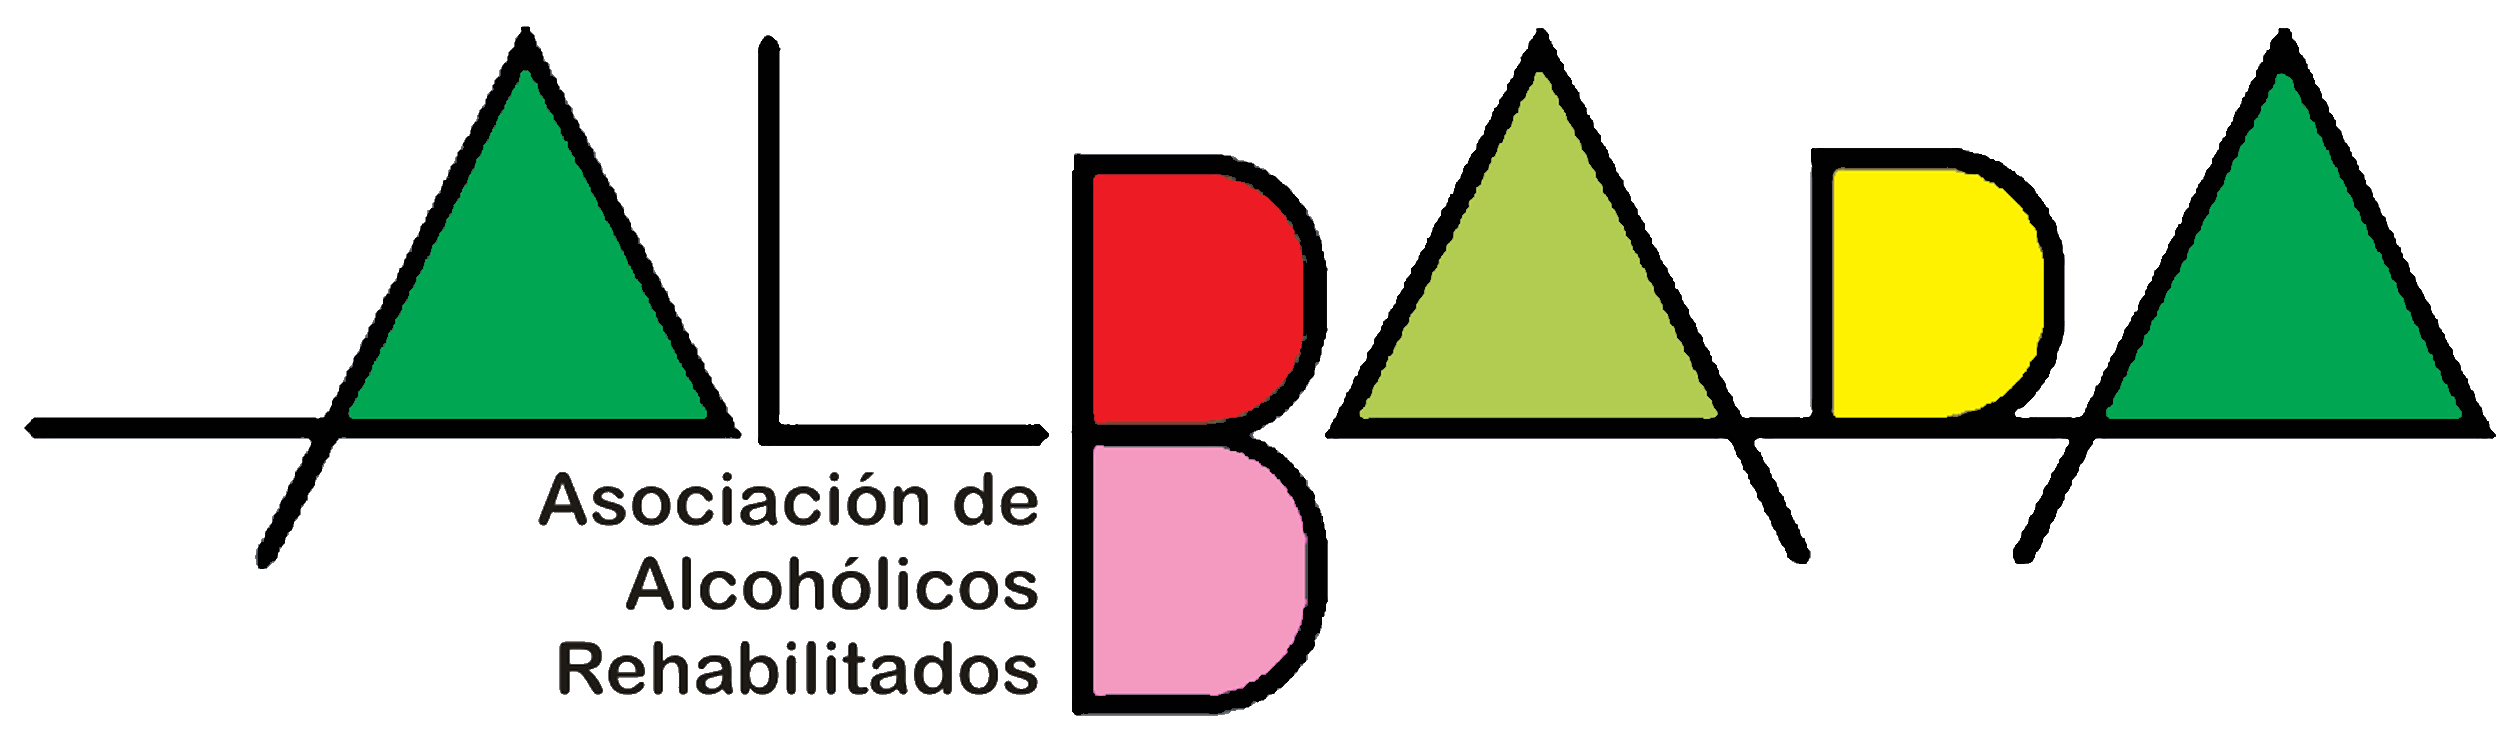 ALBADA
Asociación de
Alcohólicos
Rehabilitados